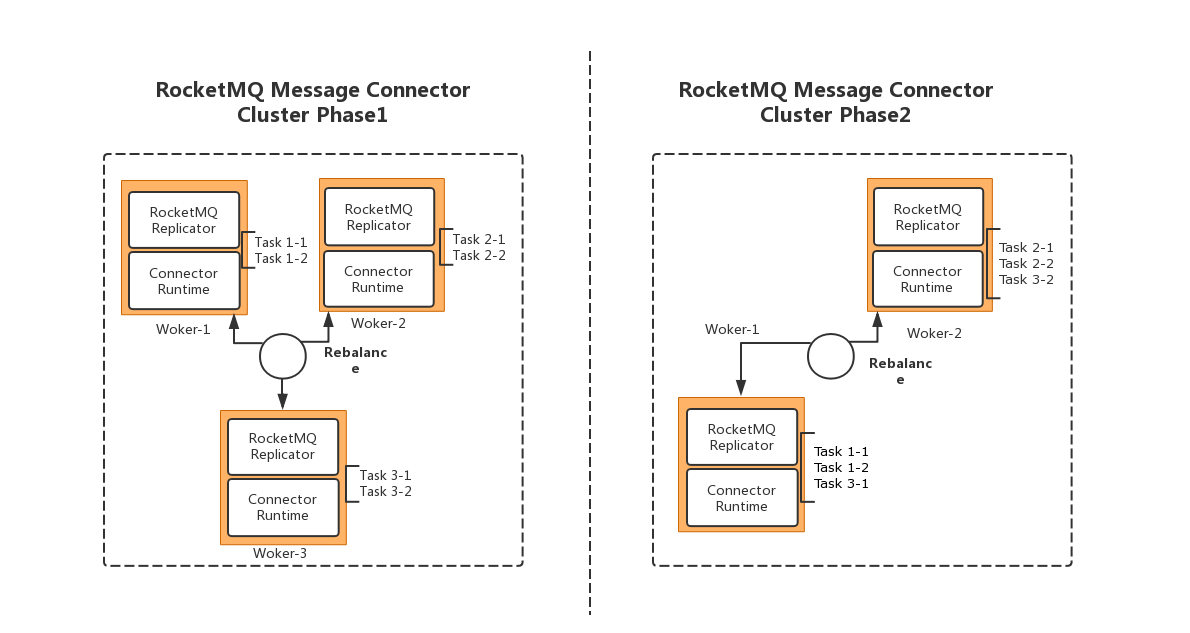 RocketMQ Message Connector
Cluster Phase1
RocketMQ
Replicator
Connector
Runtime
Task 1-1
Task 1-2
Woker-1
RocketMQ
Replicator
Connector
Runtime
Task 2-1
Task 2-2
Woker-2
Rebalanc
e
RocketMQ
Replicator
Connector
Runtime
Task 3-1
Task 3-2
Woker-3
RocketMQ Message Connector
Cluster Phase2
RocketMQ
Replicator
Connector
Runtime
Task 2-1
Task 2-2
Task 3-2
Woker-1
Woker-2
Rebalanc
e
RocketMQ
Replicator
Connector
Runtime
Task 1-1
Task 1-2
Task 3-1